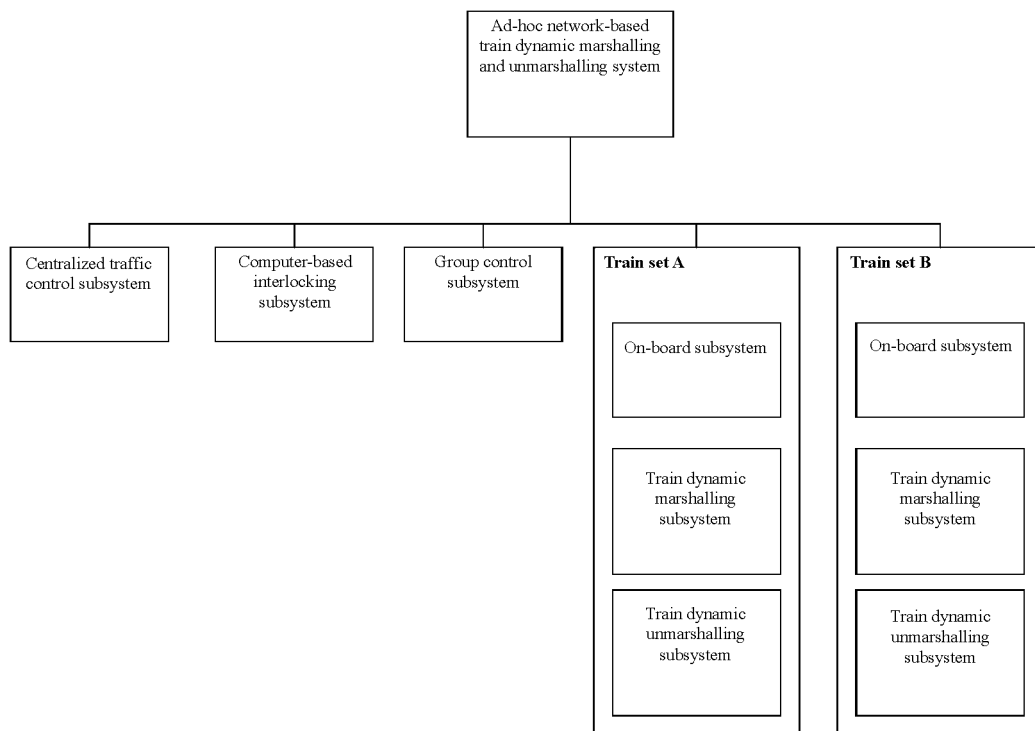 Ad-hoc network-based
train dynamic marshalling
and unmarshalling system
Centralized traffic
control subsystem
Computer-based
interlocking
subsystem
Group control
subsystem
Train set A
On-board subsystem
Train dynamic
marshalling
subsystem
Train dynamic
unmarshalling
subsystem
Train set B
On-board subsystem
Train dynamic
marshalling
subsystem
Train dynamic
unmarshalling
subsystem